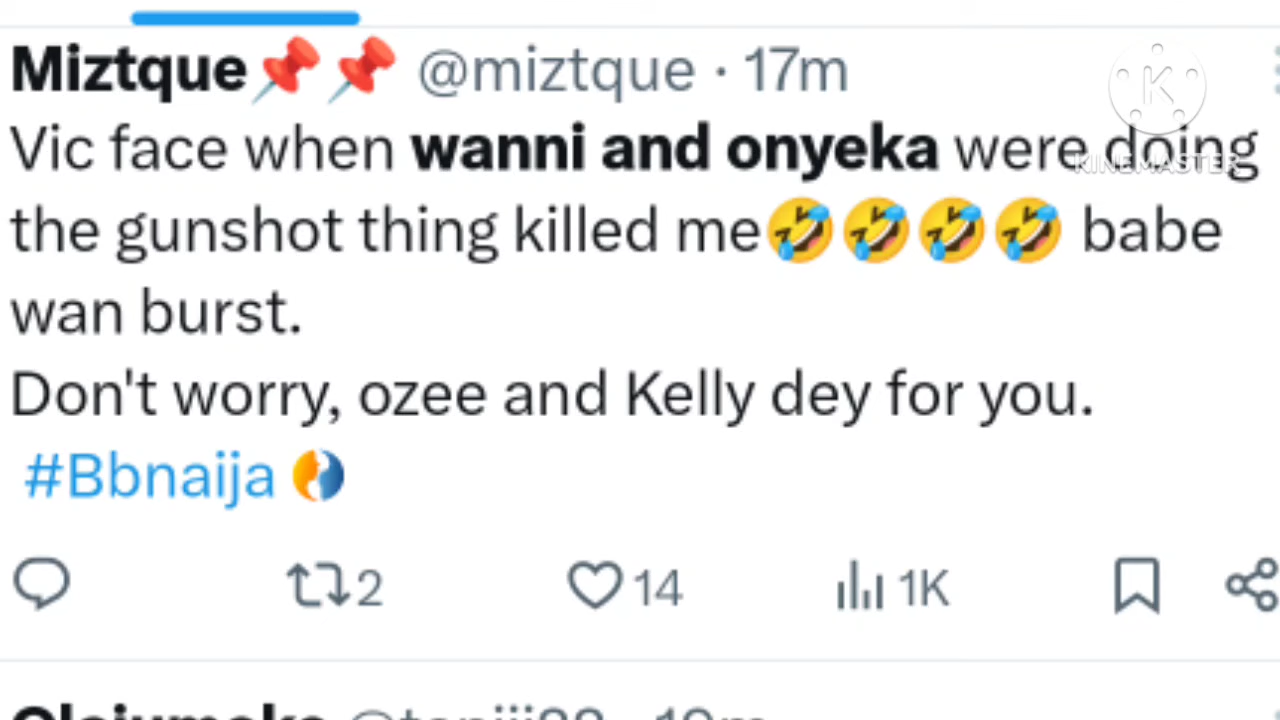 Miztque📌📌 @miztque · 17m
Vic face when wanni and onyeka were doing
the gunshot thing killed me🤣🤣🤣🤣 babe
wan burst.
Don't worry, ozee and Kelly dey for you.
#Bbnaija
2 14 1K
K
KINEMASTER